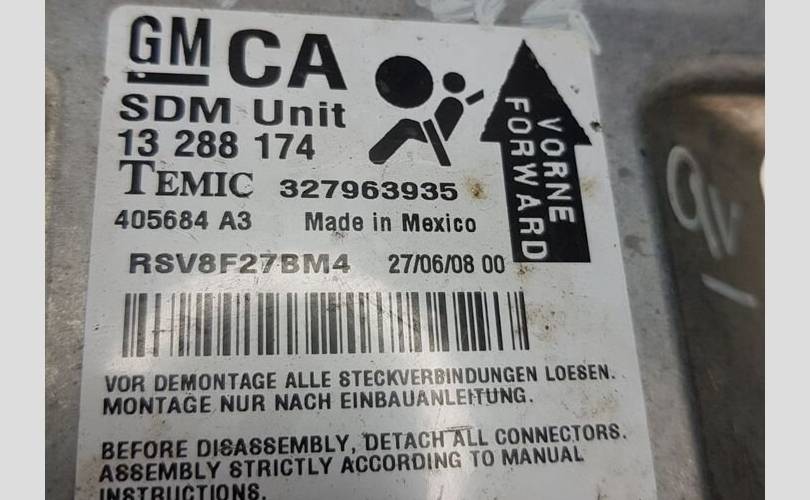 GM CA
SDM Unit
13 288 174
TEMIC 327963935
405684 A3 Made in Mexico
VORNE
FORWARD
RSV8F27BM4 27/06/08 00
VOR DEMONTAGE ALLE STECKVERBINDUNGEN LOESEN.
MONTAGE NUR NACH EINBAUANLEITUNG.
BEFORE DISASSEMBLY, DETACH ALL CONNECTORS.
ASSEMBLY STRICTLY ACCORDING TO MANUAL
INSTRUCTIONS.